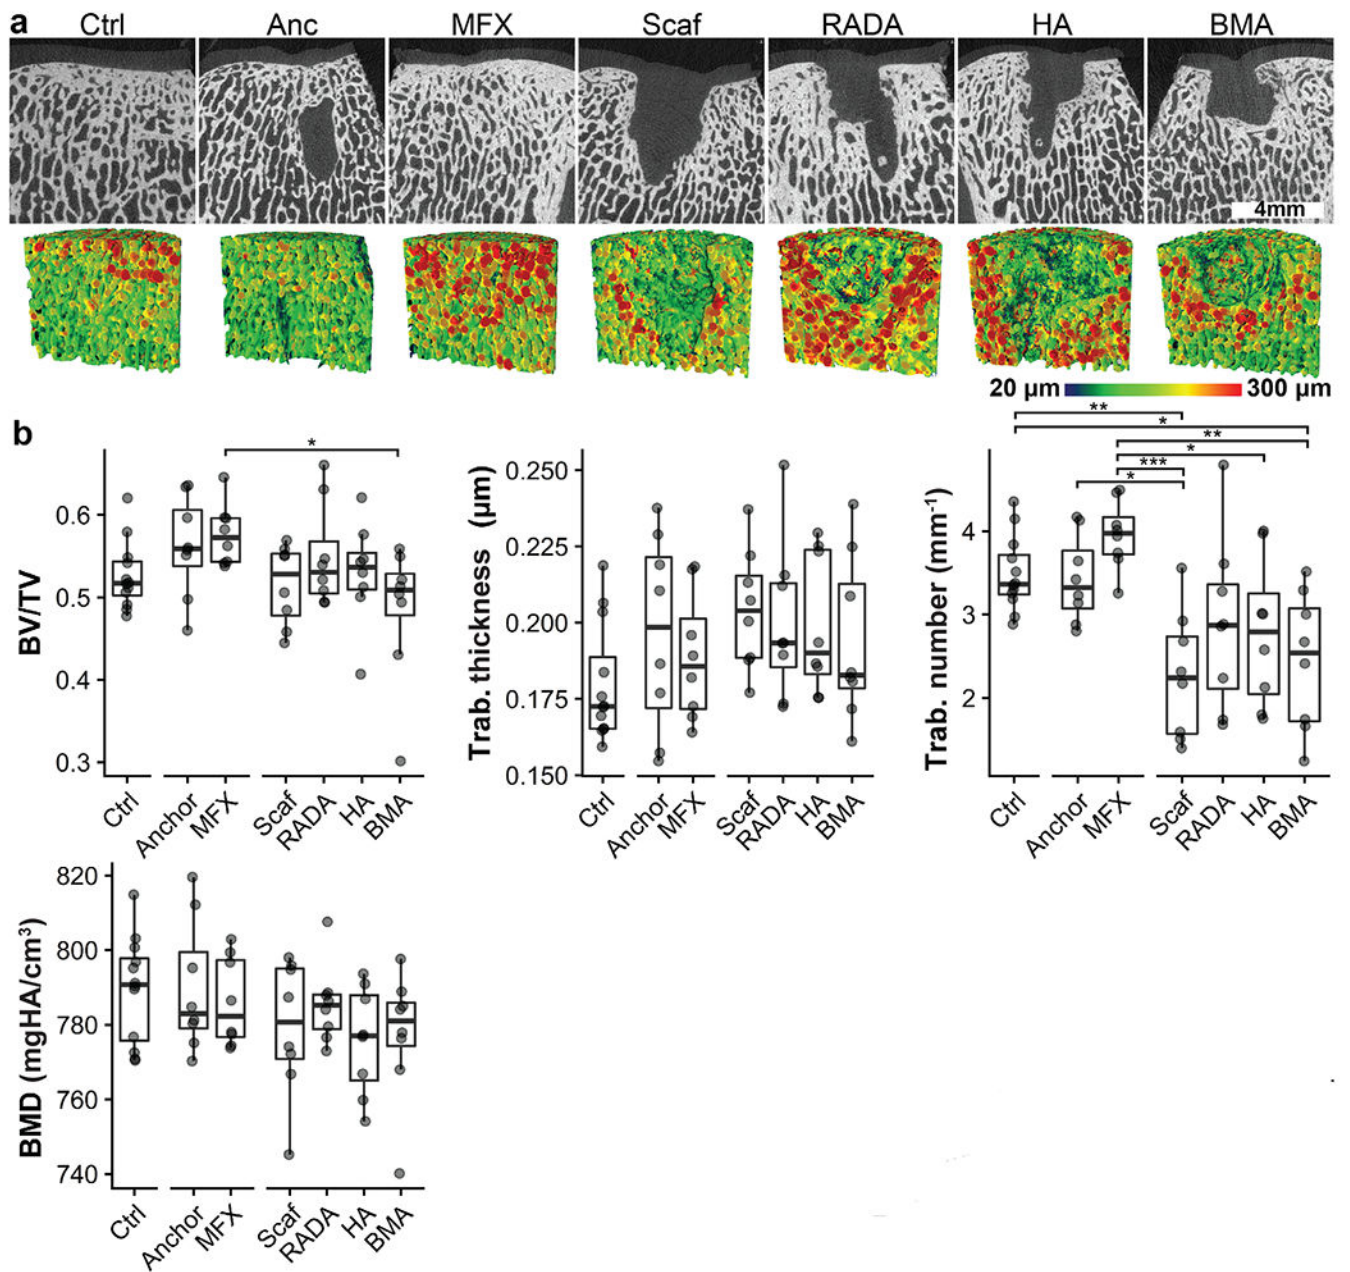 a
Ctrl Anc MFX Scaf RADA HA BMA
4mm
20 µm 300 µm
b
BV/TV
0.6
0.5
0.4
0.3
*
Ctrl Anchor MFX Scaf RADA HA BMA
Trab. thickness (µm)
0.250
0.225
0.200
0.175
0.150
Ctrl Anchor MFX Scaf RADA HA BMA
Trab. number (mm⁻¹)
4
3
2
**
*
**
*
***
*
Ctrl Anchor MFX Scaf RADA HA BMA
BMD (mgHA/cm³)
820
800
780
760
740
Ctrl Anchor MFX Scaf RADA HA BMA